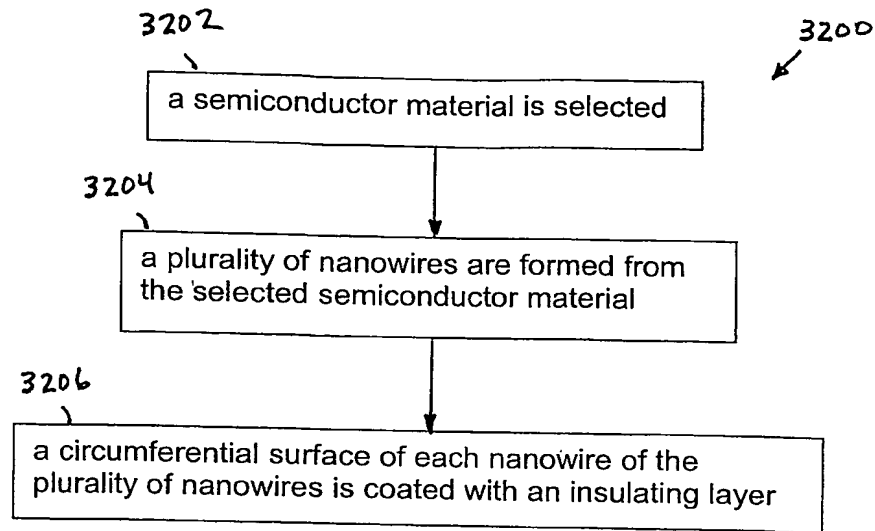 3202
3200
a semiconductor material is selected
3204
a plurality of nanowires are formed from
the selected semiconductor material
3206
a circumferential surface of each nanowire of the
plurality of nanowires is coated with an insulating layer